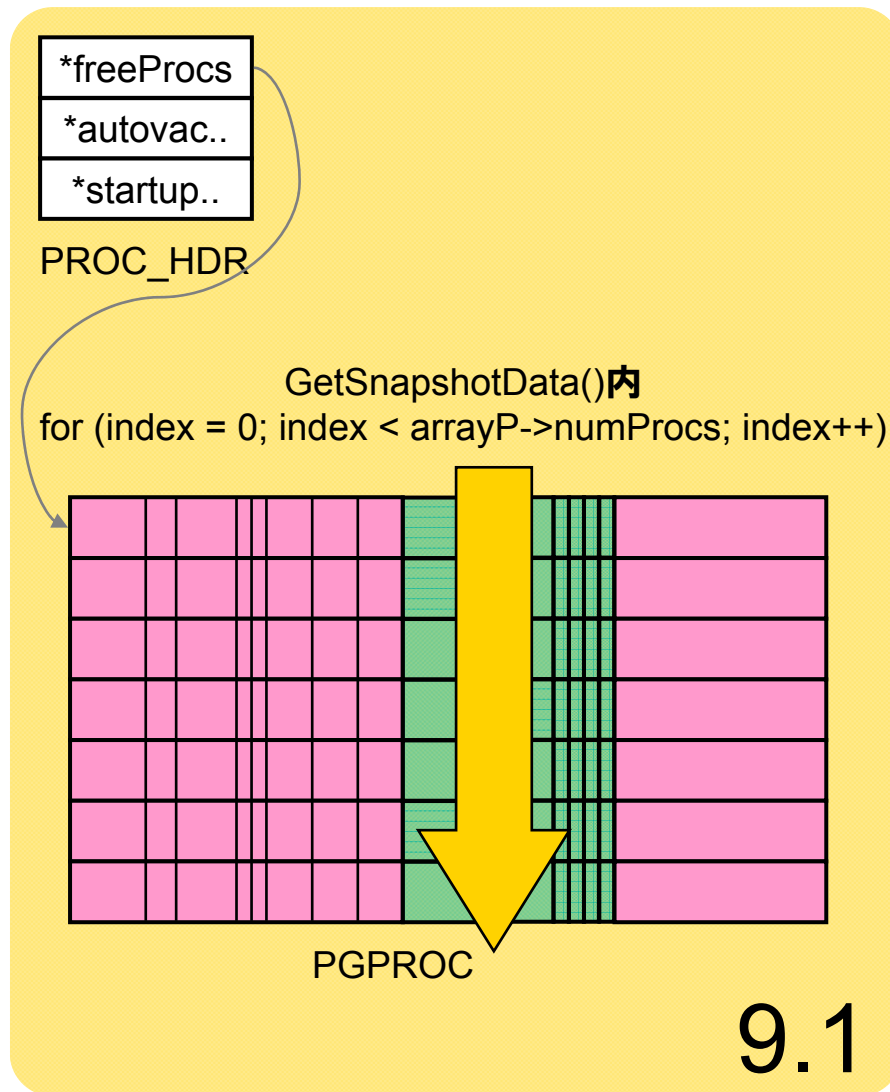 *freeProcs
*autovac..
*startup..
PROC_HDR
GetSnapshotData()内
for (index = 0; index < arrayP->numProcs; index++)
PGPROC
9.1